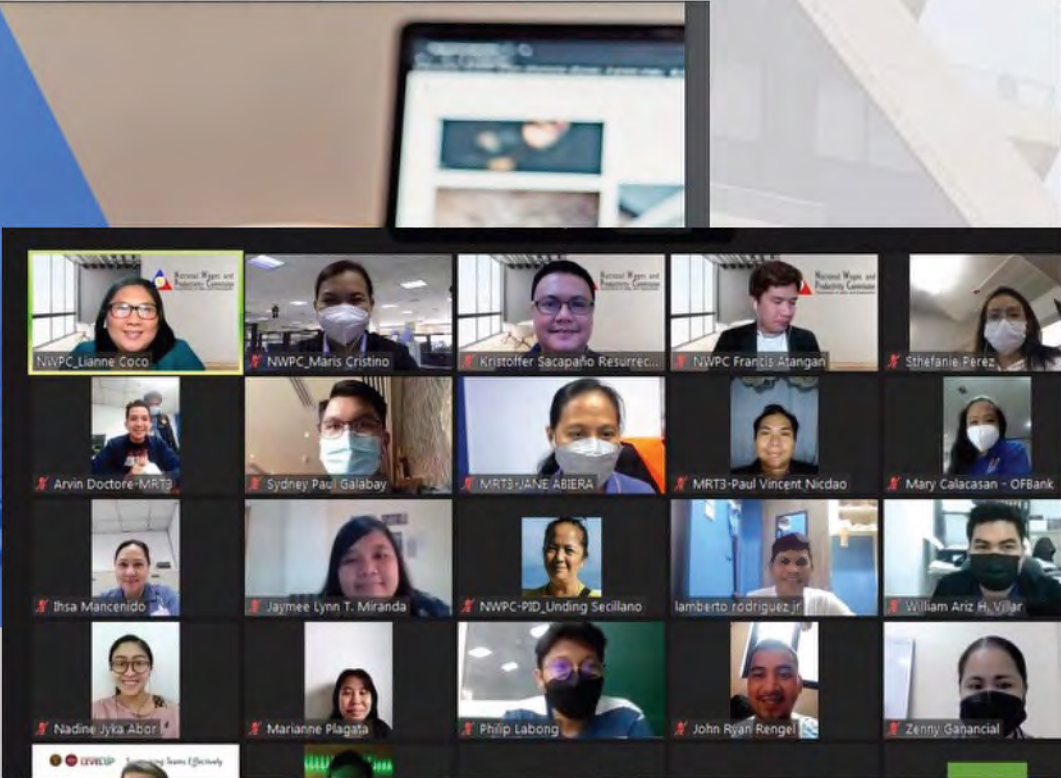 National Wages and
Productivity Commission
National Wages and
Productivity Commission
National Wages and
Productivity Commission
NWPC_Lianne Coco
NWPC_Maris Cristino
Kristoffer Sacapaño Resurrec...
NWPC Francis Atangan
Sthefanie Perez
Arvin Doctore-MRT3
Sydney Paul Galabay
MRT3-JANE ABIERA
MRT3-Paul Vincent Nicdao
Mary Calacasan - OFBank
Ihsa Mancenido
Jaymee Lynn T. Miranda
NWPC-PID_Unding Secillano
lamberto rodriguez jr
William Ariz H. Villar
Nadine Jyka Abor
Marianne Plagata
Philip Labong
John Ryan Rengel
Zenny Ganancial
LEVELUP
Teams Effectively